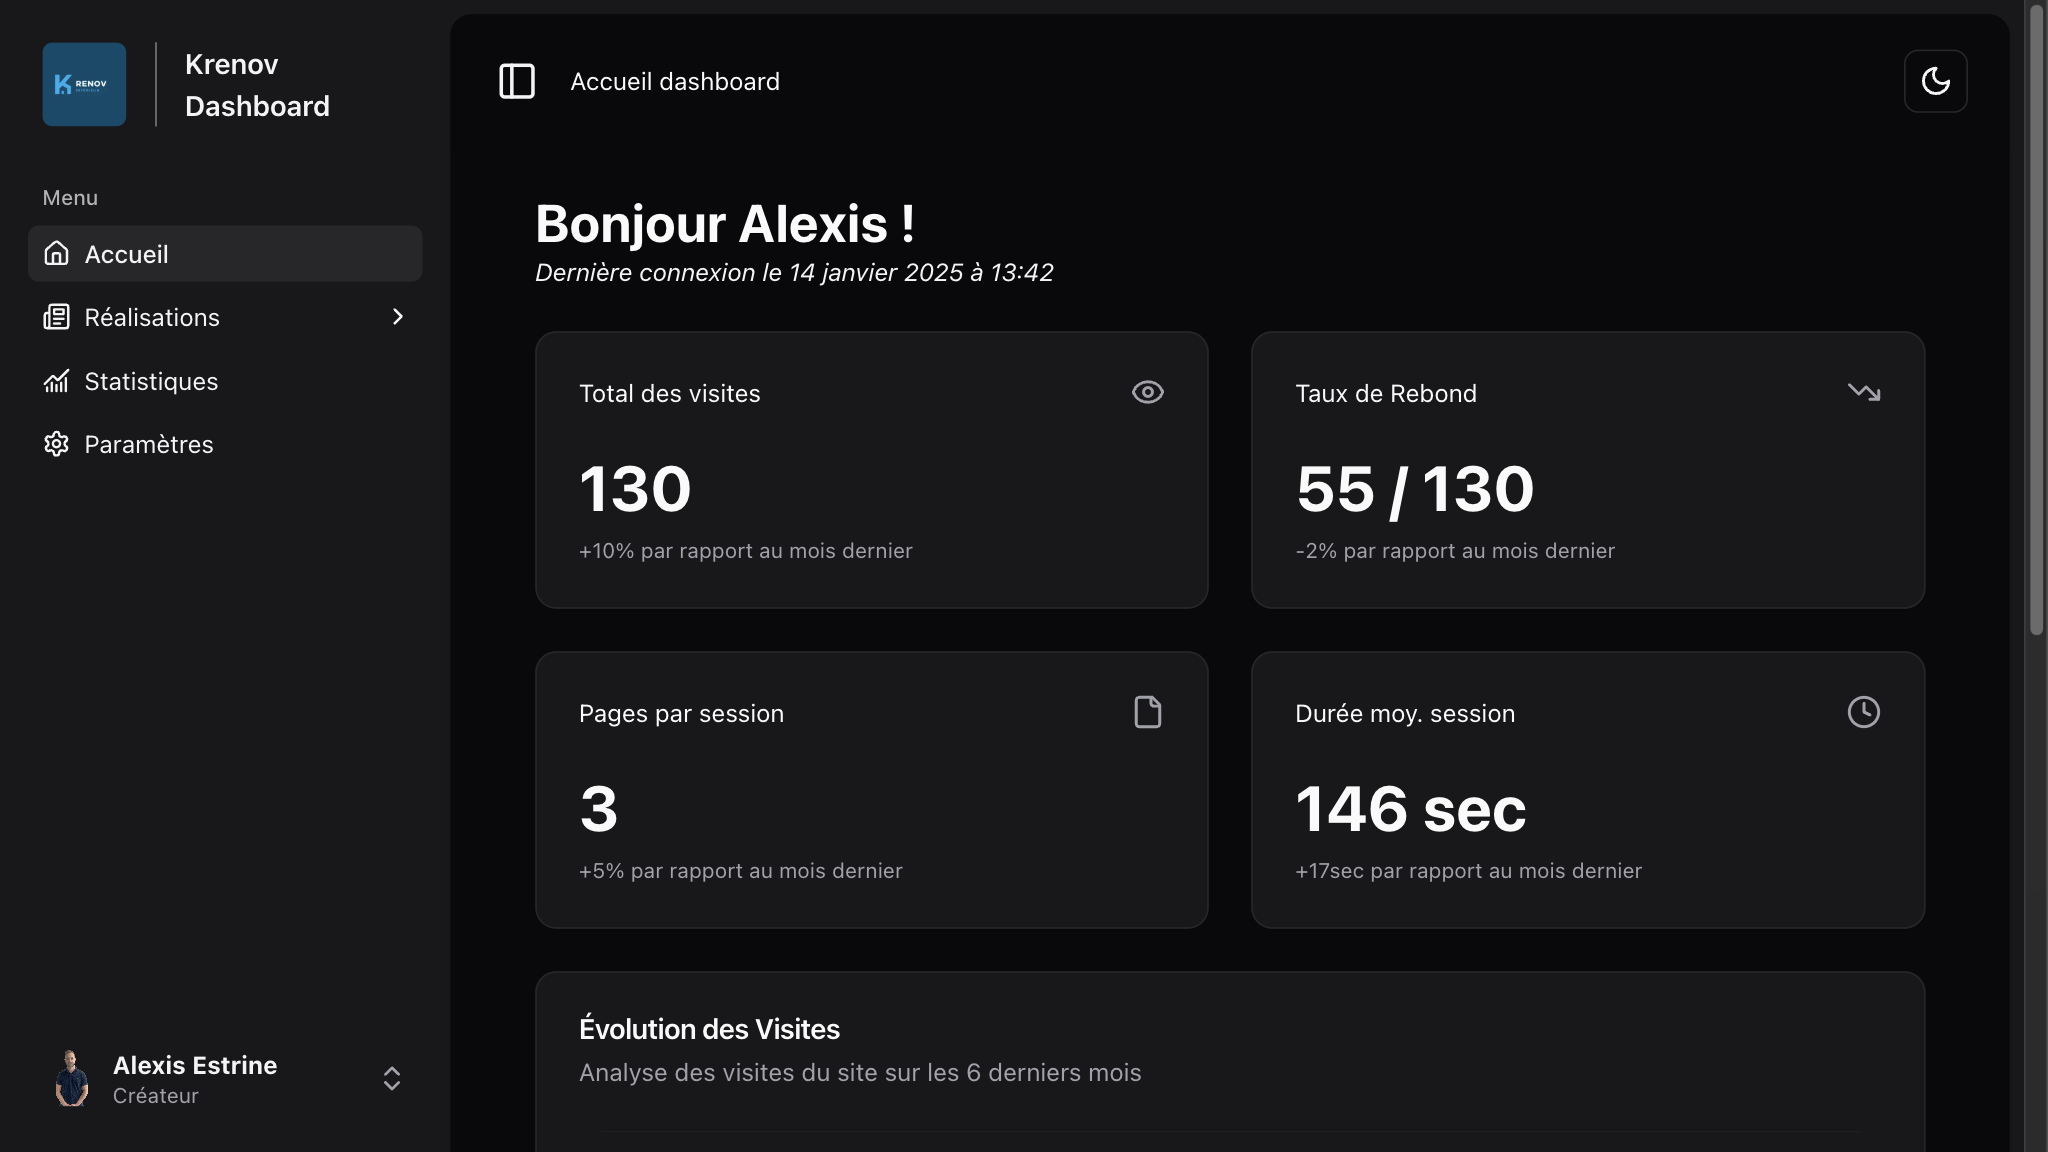 K RENOV
Krenov
Dashboard
Menu
Accueil
Réalisations
Statistiques
Paramètres
Alexis Estrine
Créateur
Accueil dashboard
Bonjour Alexis !
Dernière connexion le 14 janvier 2025 à 13:42
Total des visites
130
+10% par rapport au mois dernier
Taux de Rebond
55 / 130
-2% par rapport au mois dernier
Pages par session
3
+5% par rapport au mois dernier
Durée moy. session
146 sec
+17sec par rapport au mois dernier
Évolution des Visites
Analyse des visites du site sur les 6 derniers mois